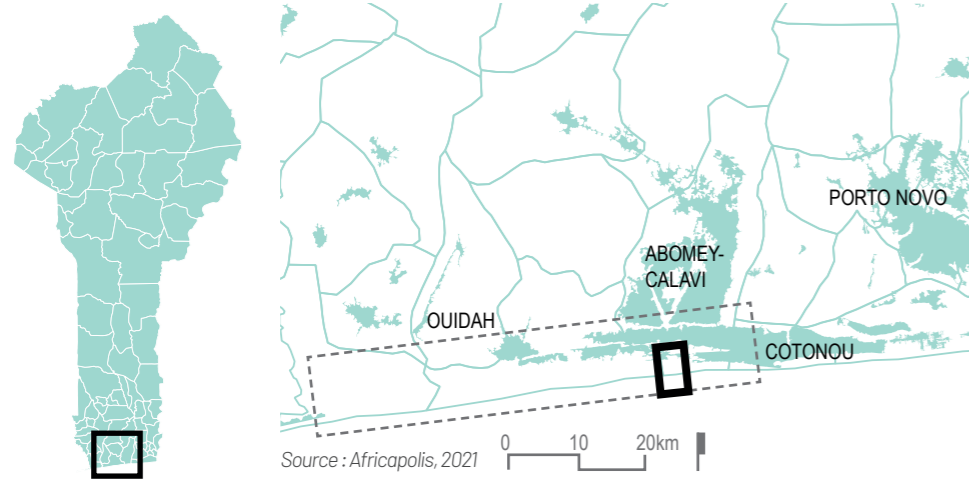 PORTO NOVO
ABOMEY-
CALAVI
OUIDAH
COTONOU
0 10 20km
Source : Africapolis, 2021